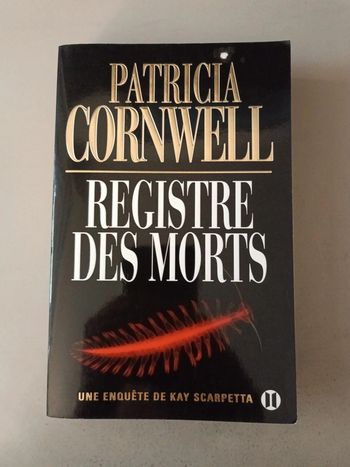 PATRICIA
CORNWELL
REGISTRE
DES MORTS
UNE ENQUÊTE DE KAY SCARPETTA